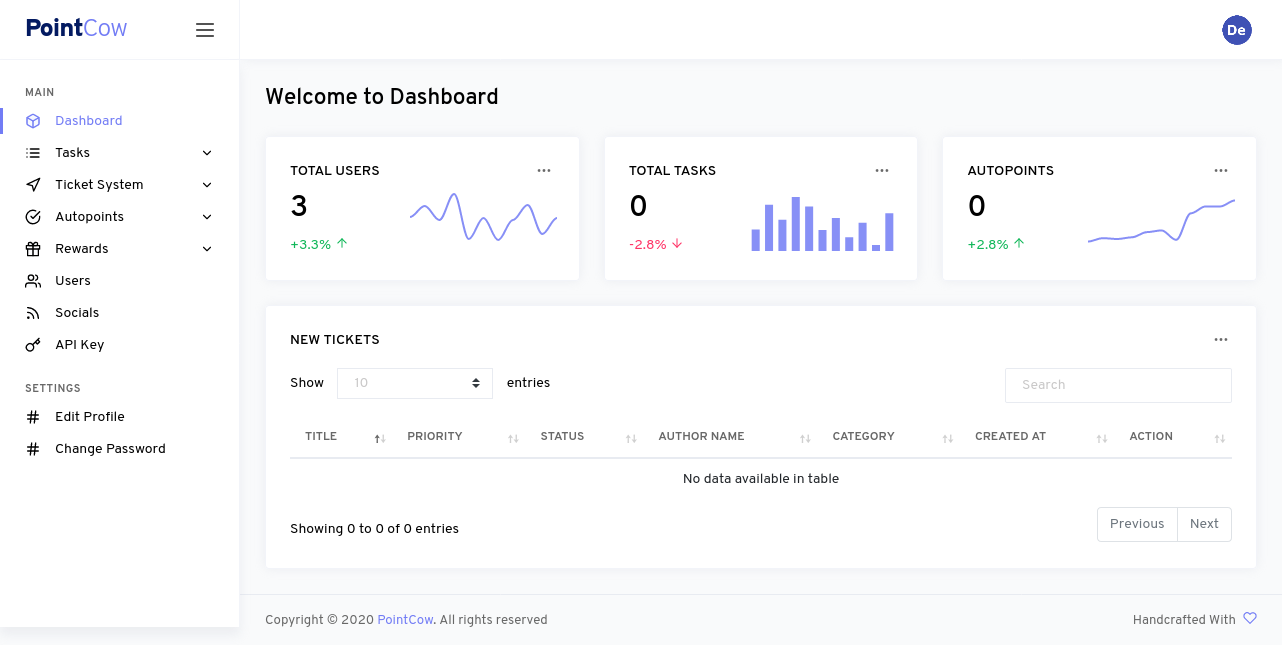 PointCow
De
MAIN
Dashboard
Tasks
Ticket System
Autopoints
Rewards
Users
Socials
API Key
SETTINGS
Edit Profile
Change Password
Welcome to Dashboard
TOTAL USERS
3
+3.3%
TOTAL TASKS
0
-2.8%
AUTOPOINTS
0
+2.8%
NEW TICKETS
Show 10 entries
Search
TITLE PRIORITY STATUS AUTHOR NAME CATEGORY CREATED AT ACTION
No data available in table
Showing 0 to 0 of 0 entries
Previous Next
Copyright © 2020 PointCow. All rights reserved
Handcrafted With